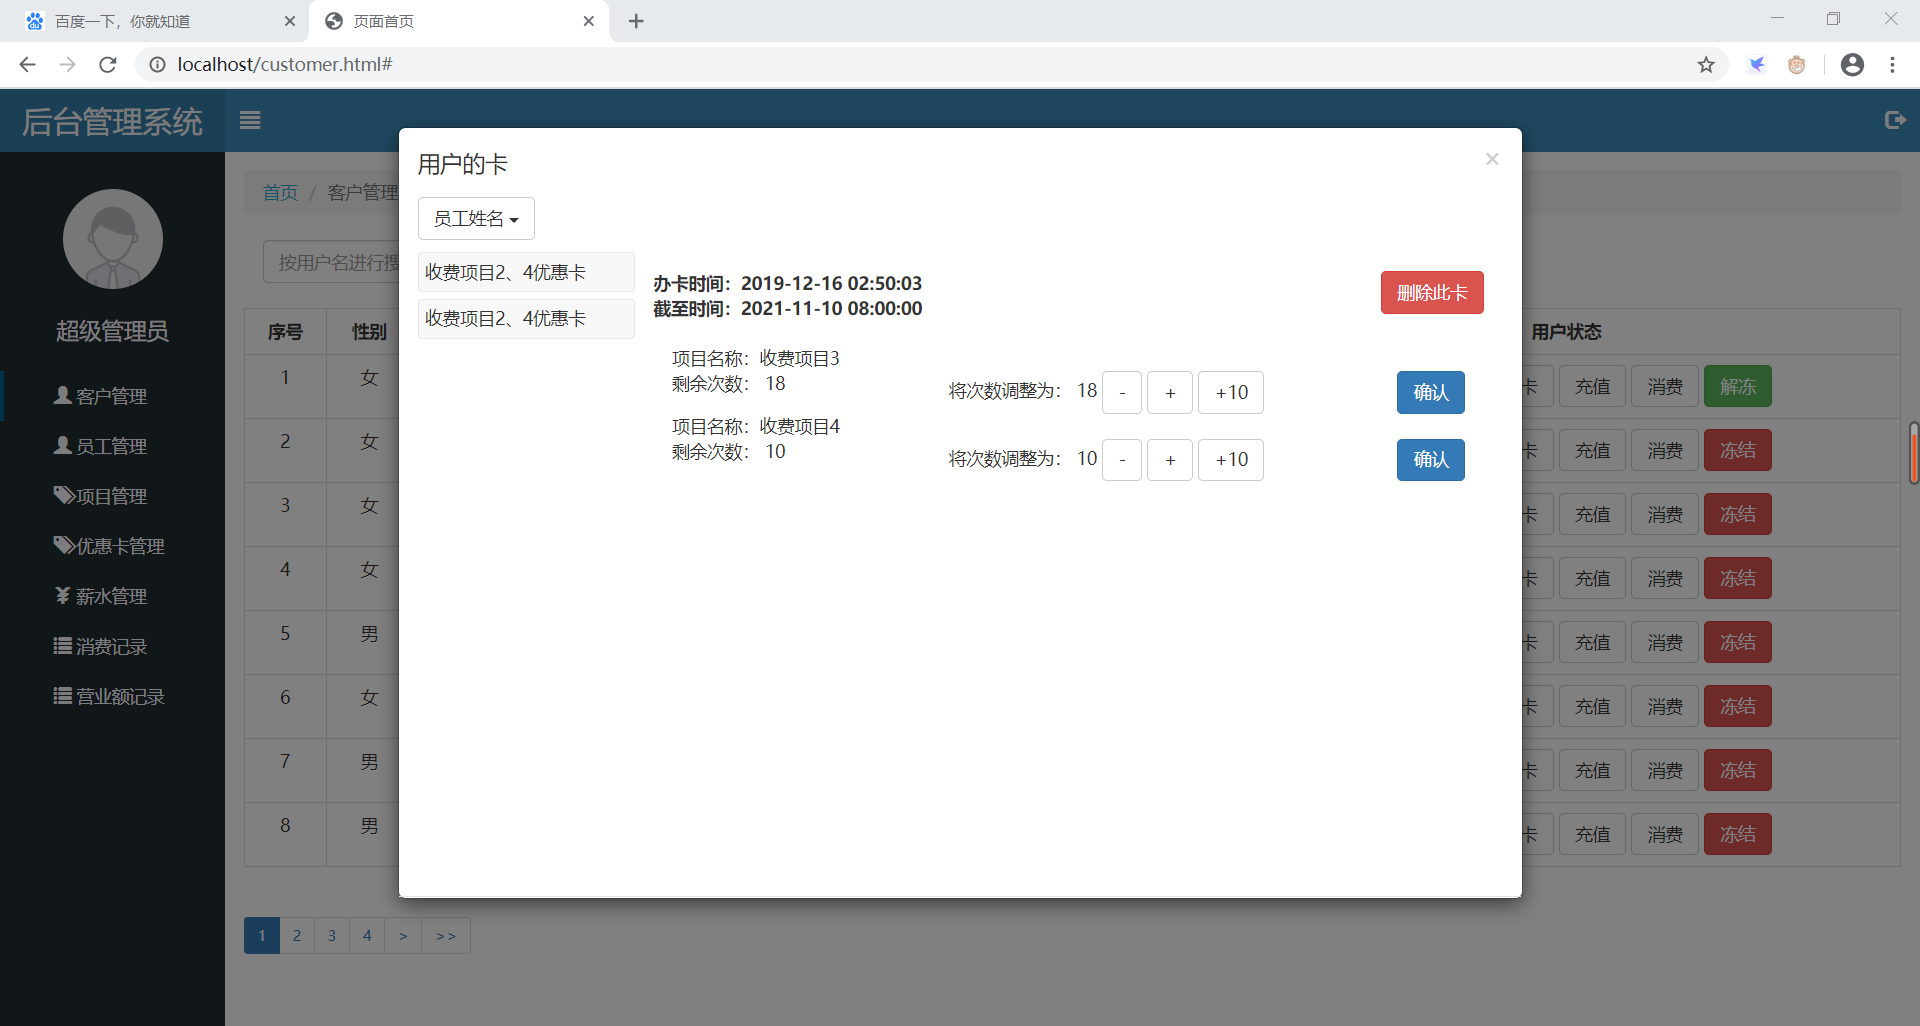 百度一下，你就知道
页面首页
localhost/customer.html#
后台管理系统
超级管理员
客户管理
员工管理
项目管理
优惠卡管理
薪水管理
消费记录
营业额记录
首页 / 客户管理
按用户名进行搜
用户的卡 ×
员工姓名
收费项目2、4优惠卡
收费项目2、4优惠卡
办卡时间：2019-12-16 02:50:03
截至时间：2021-11-10 08:00:00
删除此卡
项目名称：收费项目3
剩余次数： 18
将次数调整为： 18 - + +10 确认
项目名称：收费项目4
剩余次数： 10
将次数调整为： 10 - + +10 确认
序号 性别 用户状态
1 女 卡 充值 消费 解冻
2 女 卡 充值 消费 冻结
3 女 卡 充值 消费 冻结
4 女 卡 充值 消费 冻结
5 男 卡 充值 消费 冻结
6 女 卡 充值 消费 冻结
7 男 卡 充值 消费 冻结
8 男 卡 充值 消费 冻结
1 2 3 4 > >>